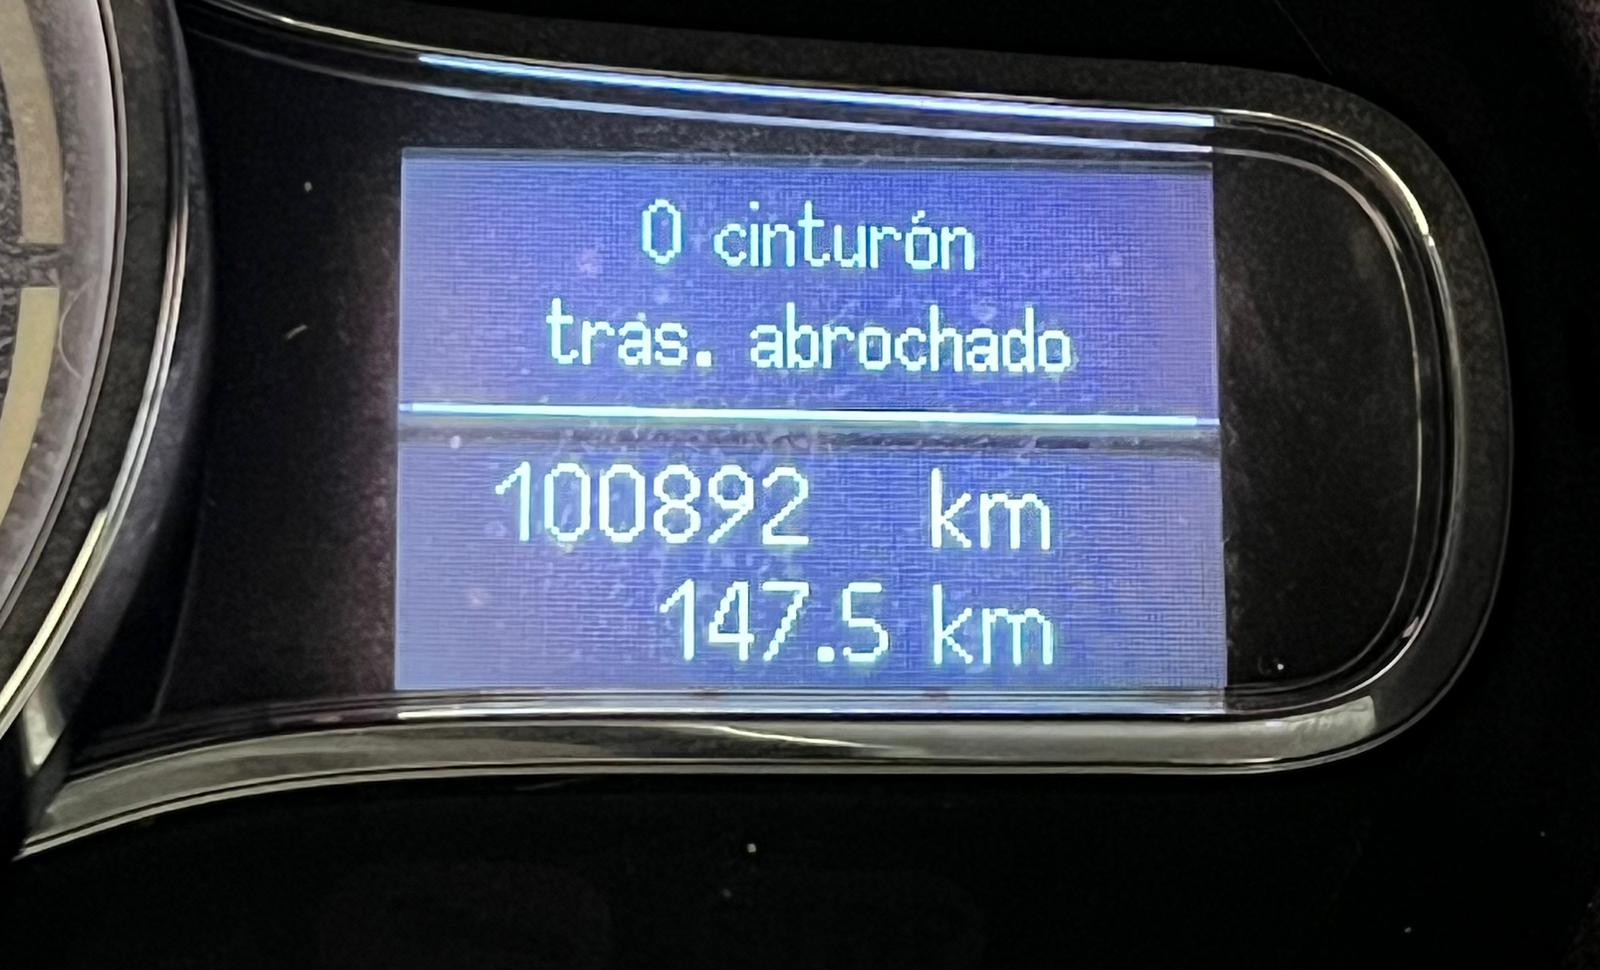 0 cinturón
tras. abrochado
100892 km
147.5 km